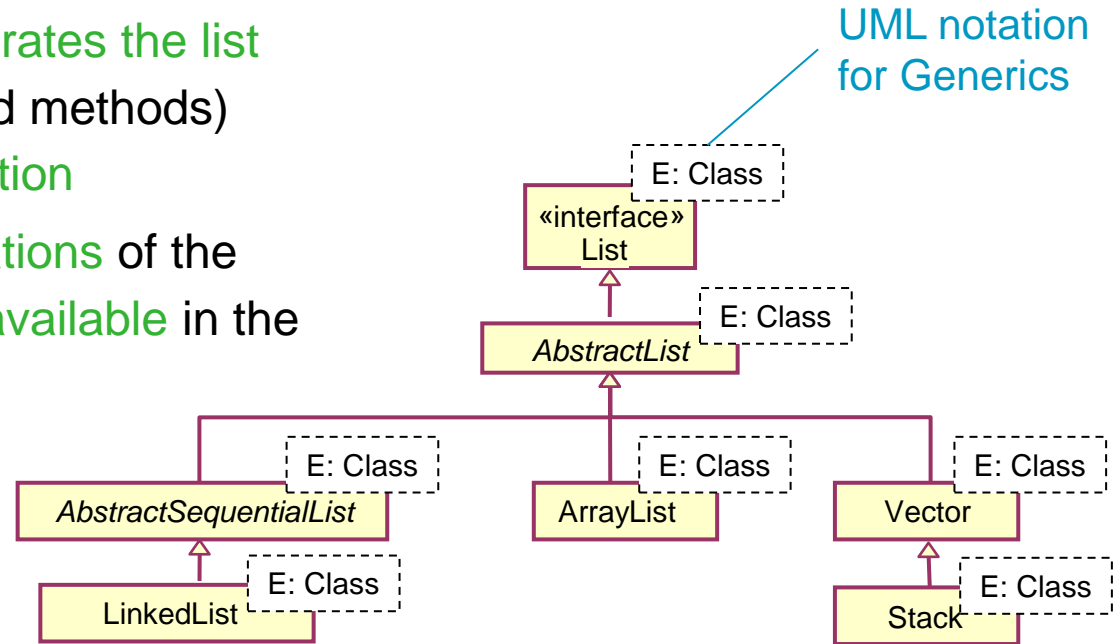 rates the list
d methods)
tion
tions of the
available in the
UML notation
for Generics
E: Class
«interface»
List
E: Class
AbstractList
E: Class
E: Class
E: Class
AbstractSequentialList
ArrayList
Vector
E: Class
E: Class
LinkedList
Stack